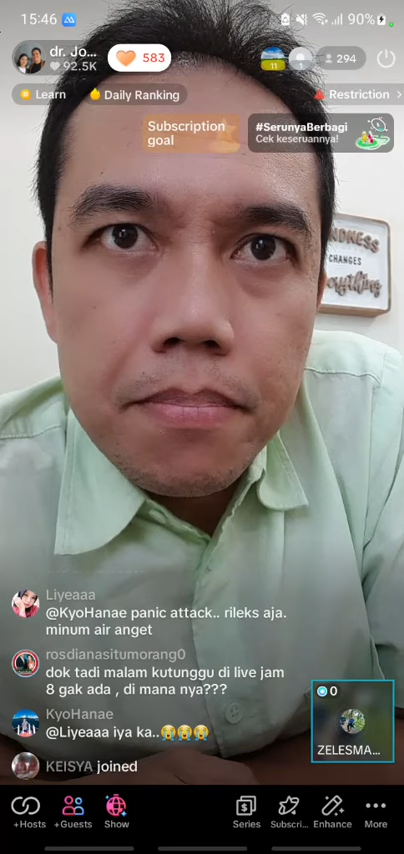 15:46
90%
dr. Jo...
92.5K
583
11
294
Learn
Daily Ranking
Restriction
Subscription
goal
#SerunyaBerbagi
Cek keseruannya!
NDNESS
CHANGES
everything
Liyeaaa
@KyoHanae panic attack.. rileks aja.
minum air anget
rosdianasitumorang0
dok tadi malam kutunggu di live jam
8 gak ada , di mana nya???
KyoHanae
@Liyeaaa iya ka..😭😭😭
KEISYA joined
0
ZELESMA...
+Hosts
+Guests
Show
Series
Subscri...
Enhance
More